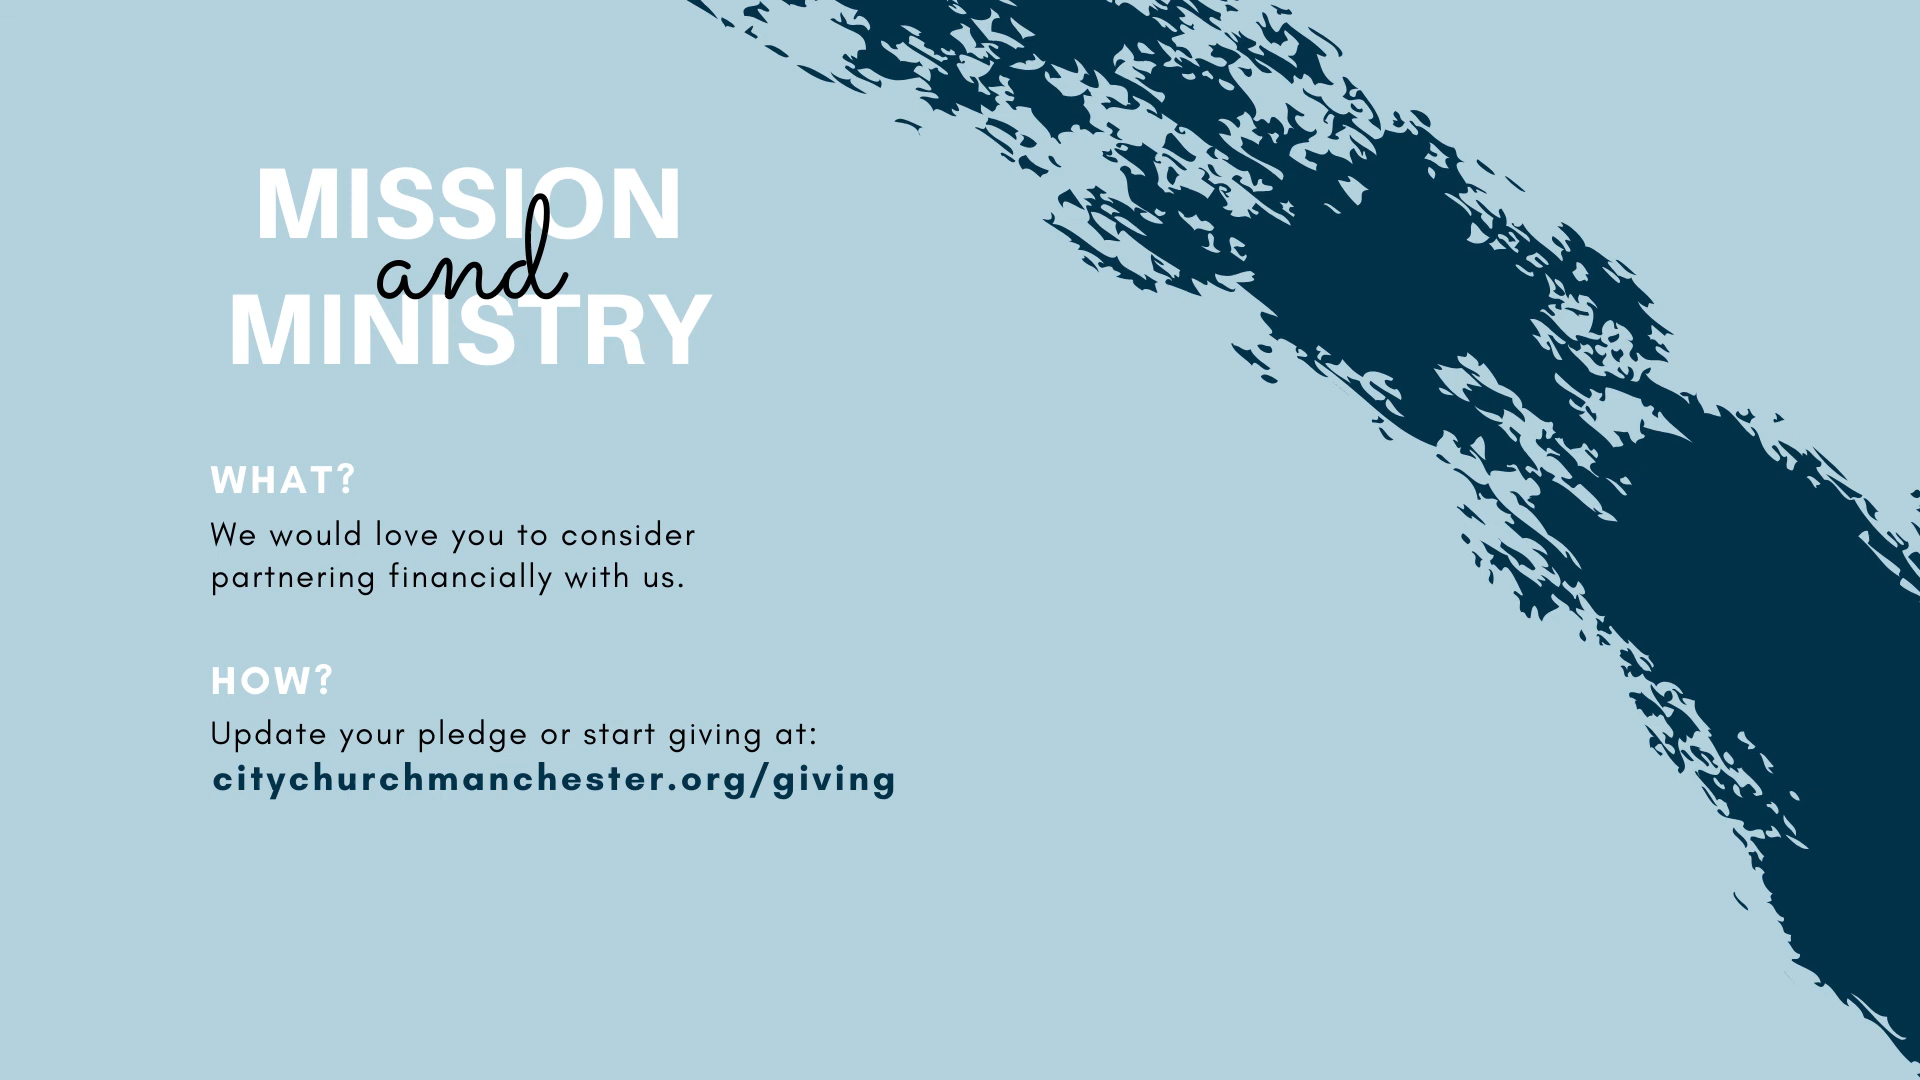 MISSION
and
MINISTRY
WHAT?
We would love you to consider
partnering financially with us.
HOW?
Update your pledge or start giving at:
citychurchmanchester.org/giving